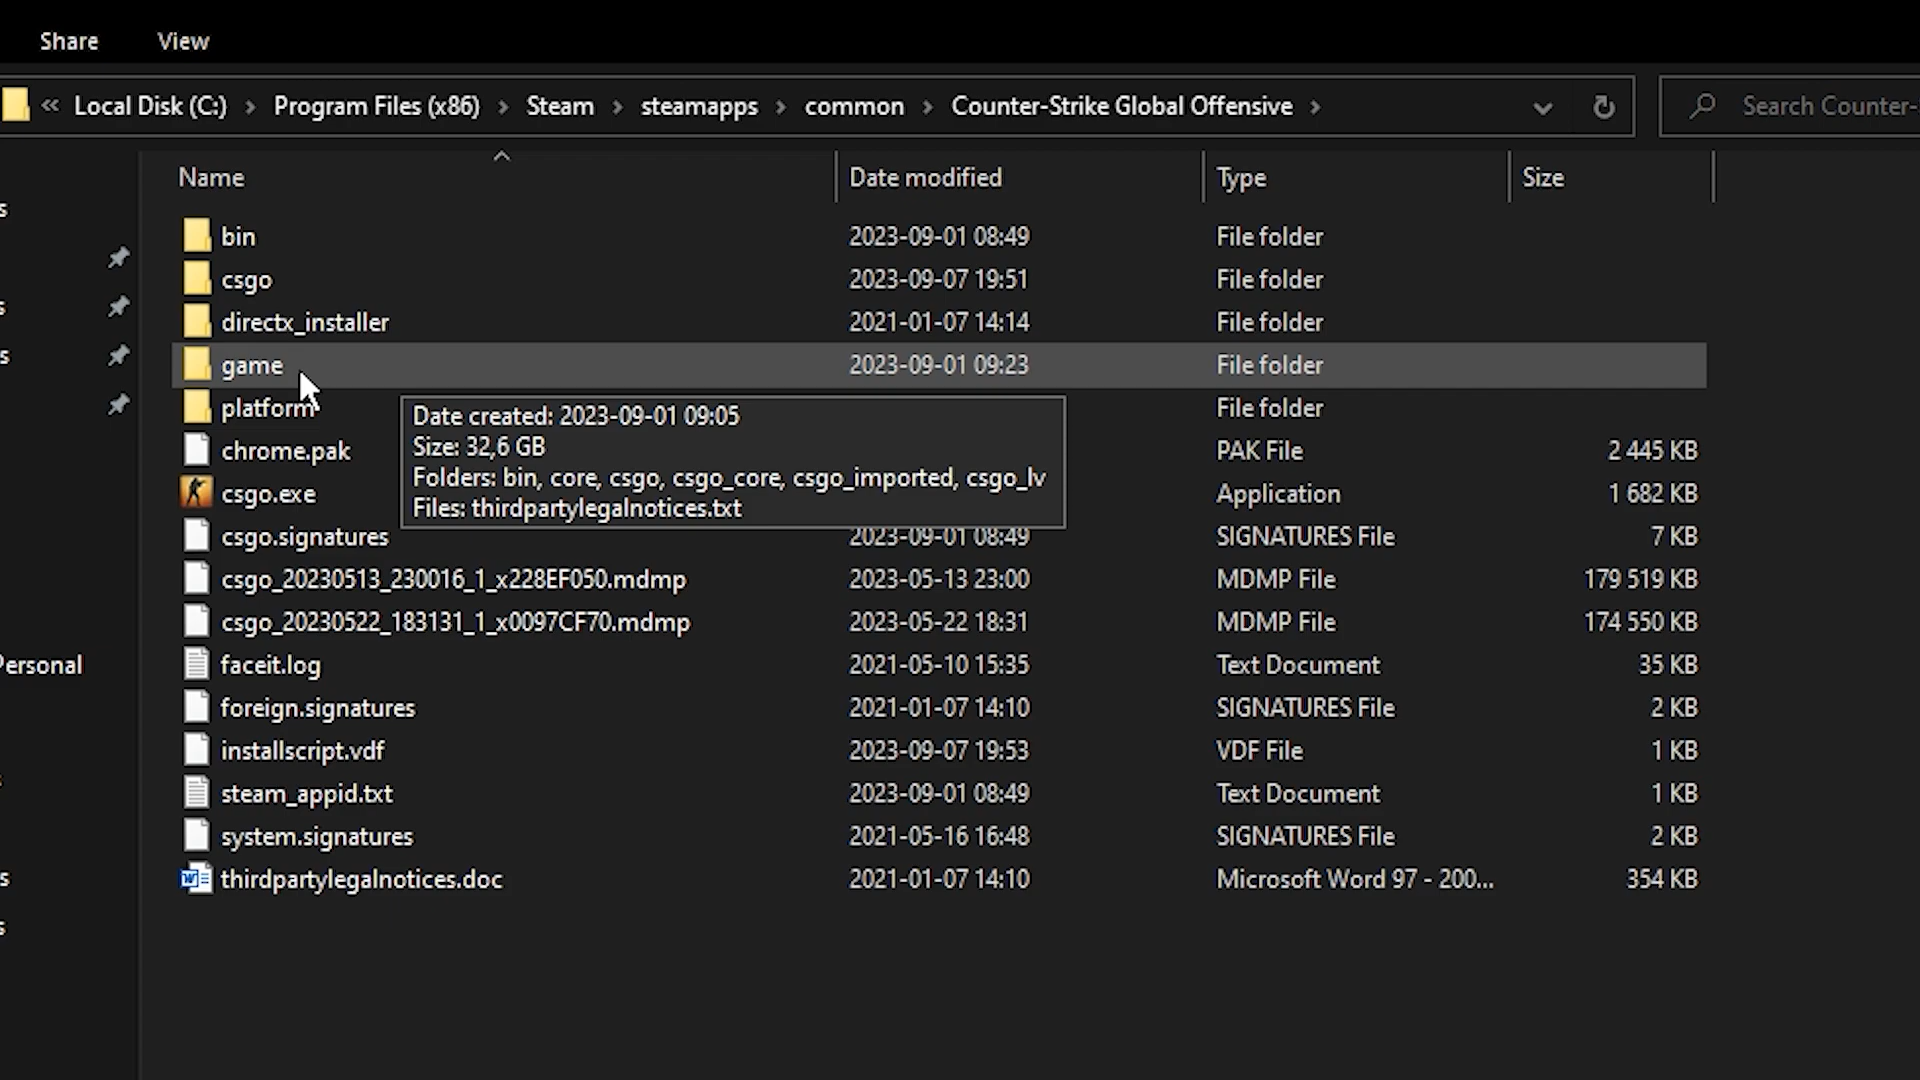 Share View
« Local Disk (C:) > Program Files (x86) > Steam > steamapps > common > Counter-Strike Global Offensive >
Search Counter-
Name Date modified Type Size
bin 2023-09-01 08:49 File folder
csgo 2023-09-07 19:51 File folder
directx_installer 2021-01-07 14:14 File folder
game 2023-09-01 09:23 File folder
platform File folder
Date created: 2023-09-01 09:05
Size: 32,6 GB
Folders: bin, core, csgo, csgo_core, csgo_imported, csgo_lv
Files: thirdpartylegalnotices.txt
chrome.pak PAK File 2 445 KB
csgo.exe Application 1 682 KB
csgo.signatures 2023-09-01 08:49 SIGNATURES File 7 KB
csgo_20230513_230016_1_x228EF050.mdmp 2023-05-13 23:00 MDMP File 179 519 KB
csgo_20230522_183131_1_x0097CF70.mdmp 2023-05-22 18:31 MDMP File 174 550 KB
Personal
faceit.log 2021-05-10 15:35 Text Document 35 KB
foreign.signatures 2021-01-07 14:10 SIGNATURES File 2 KB
installscript.vdf 2023-09-07 19:53 VDF File 1 KB
steam_appid.txt 2023-09-01 08:49 Text Document 1 KB
system.signatures 2021-05-16 16:48 SIGNATURES File 2 KB
thirdpartylegalnotices.doc 2021-01-07 14:10 Microsoft Word 97 - 200... 354 KB